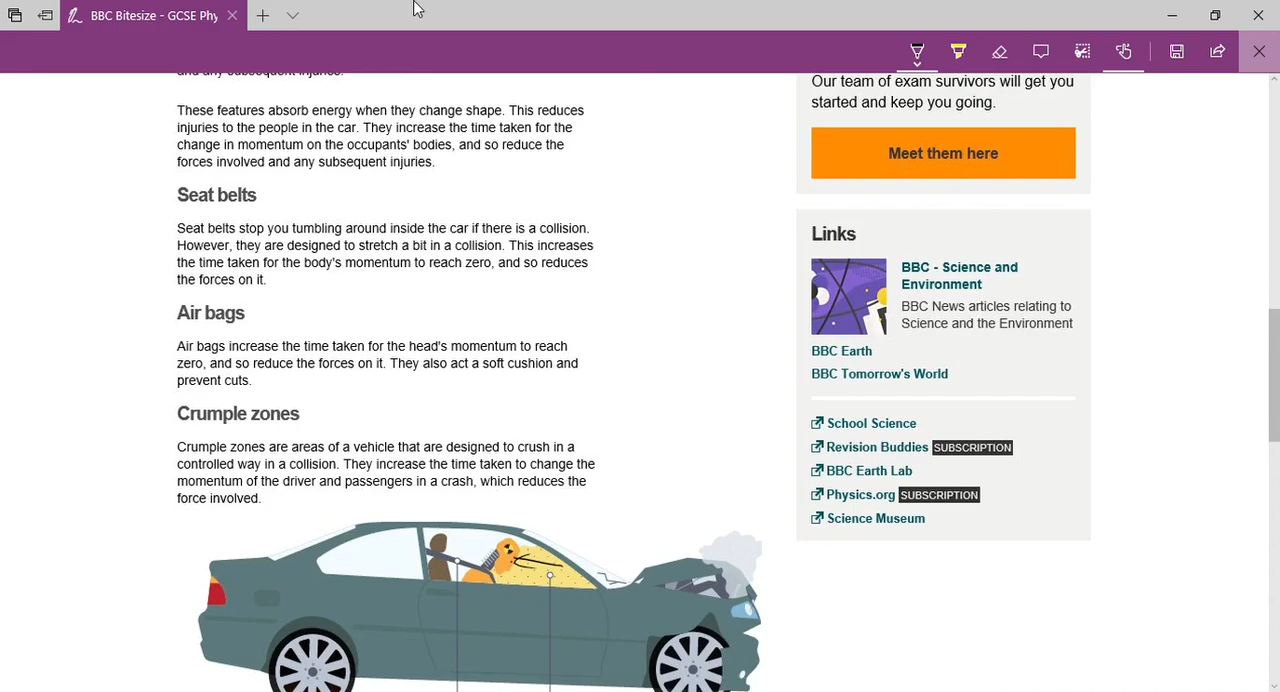 BBC Bitesize - GCSE Phy
and any subsequent injuries.
These features absorb energy when they change shape. This reduces
injuries to the people in the car. They increase the time taken for the
change in momentum on the occupants' bodies, and so reduce the
forces involved and any subsequent injuries.
Seat belts
Seat belts stop you tumbling around inside the car if there is a collision.
However, they are designed to stretch a bit in a collision. This increases
the time taken for the body's momentum to reach zero, and so reduces
the forces on it.
Air bags
Air bags increase the time taken for the head's momentum to reach
zero, and so reduce the forces on it. They also act a soft cushion and
prevent cuts.
Crumple zones
Crumple zones are areas of a vehicle that are designed to crush in a
controlled way in a collision. They increase the time taken to change the
momentum of the driver and passengers in a crash, which reduces the
force involved.
Our team of exam survivors will get you
started and keep you going.
Meet them here
Links
BBC - Science and
Environment
BBC News articles relating to
Science and the Environment
BBC Earth
BBC Tomorrow's World
School Science
Revision Buddies SUBSCRIPTION
BBC Earth Lab
Physics.org SUBSCRIPTION
Science Museum